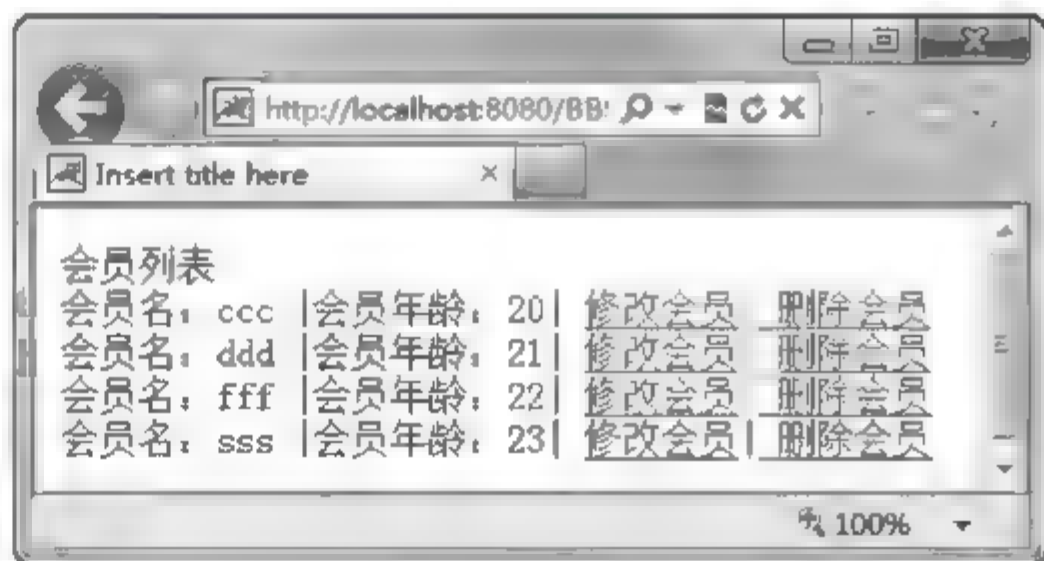 http://localhost:8080/BB
Insert title here
会员列表
会员名：ccc |会员年龄：20| 修改会员 删除会员
会员名：ddd |会员年龄：21| 修改会员 删除会员
会员名：fff |会员年龄：22| 修改会员 删除会员
会员名：sss |会员年龄：23| 修改会员| 删除会员
100%